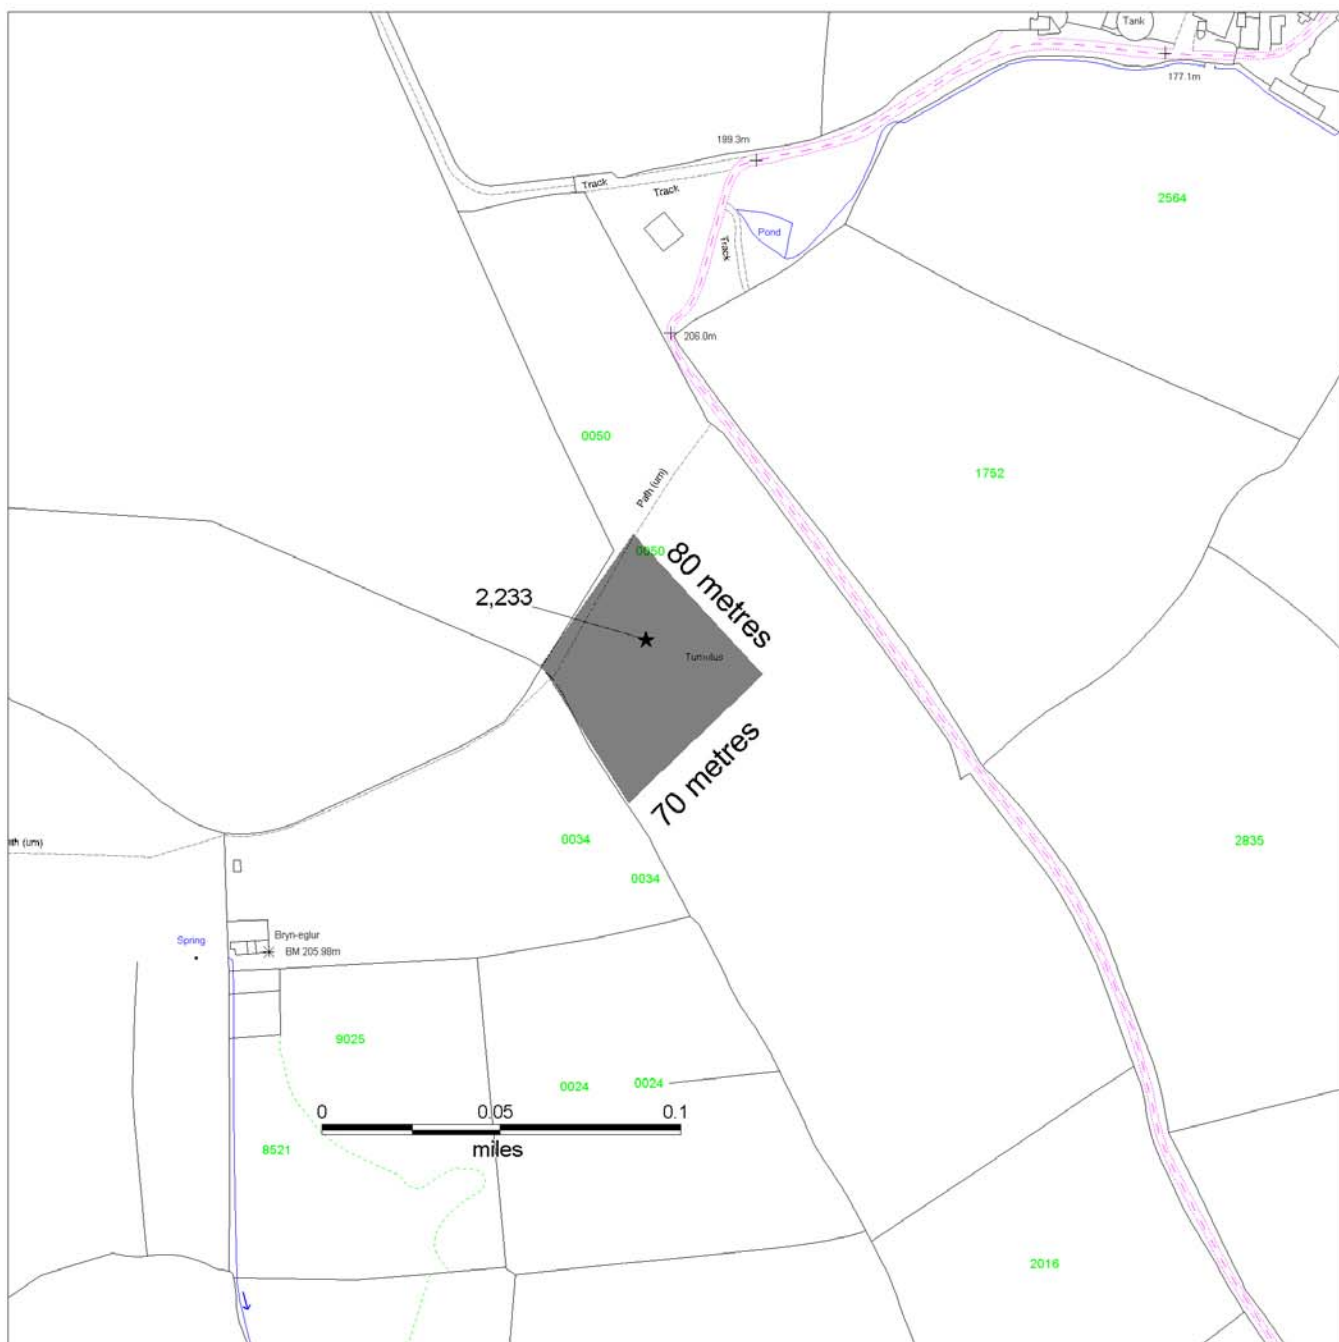 Tank
177.1m
199.3m
Track
Track
2564
Pond
Track
206.0m
0050
1752
Path (um)
0050
80 metres
2,233
Tumulus
70 metres
0034
2835
(um)
0034
Bryn-eglur
Spring
BM 205.98m
9025
0024
0024
0 0.05 0.1
miles
8521
2016